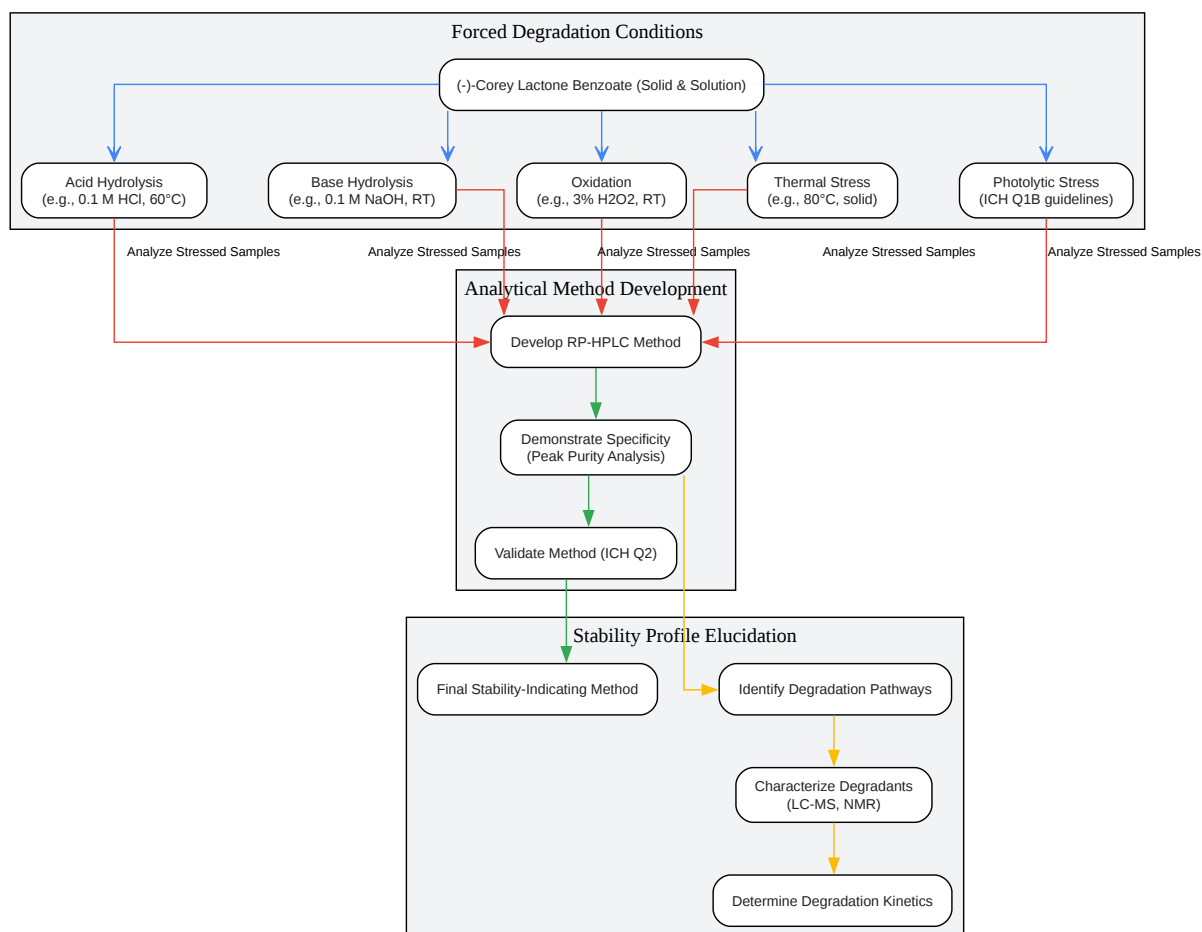 Forced Degradation Conditions
(-)-Corey Lactone Benzoate (Solid & Solution)
Acid Hydrolysis
(e.g., 0.1 M HCl, 60°C)
Base Hydrolysis
(e.g., 0.1 M NaOH, RT)
Oxidation
(e.g., 3% H2O2, RT)
Thermal Stress
(e.g., 80°C, solid)
Photolytic Stress
(ICH Q1B guidelines)
Analyze Stressed Samples
Analyze Stressed Samples
Analyze Stressed Samples
Analyze Stressed Samples
Analyze Stressed Samples
Analytical Method Development
Develop RP-HPLC Method
Demonstrate Specificity
(Peak Purity Analysis)
Validate Method (ICH Q2)
Stability Profile Elucidation
Final Stability-Indicating Method
Identify Degradation Pathways
Characterize Degradants
(LC-MS, NMR)
Determine Degradation Kinetics